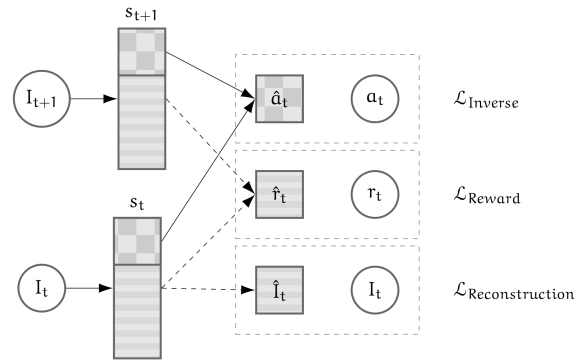 s_{t+1}
I_{t+1}
â_t a_t ℒ_Inverse
r̂_t r_t ℒ_Reward
s_t
I_t
Î_t I_t ℒ_Reconstruction